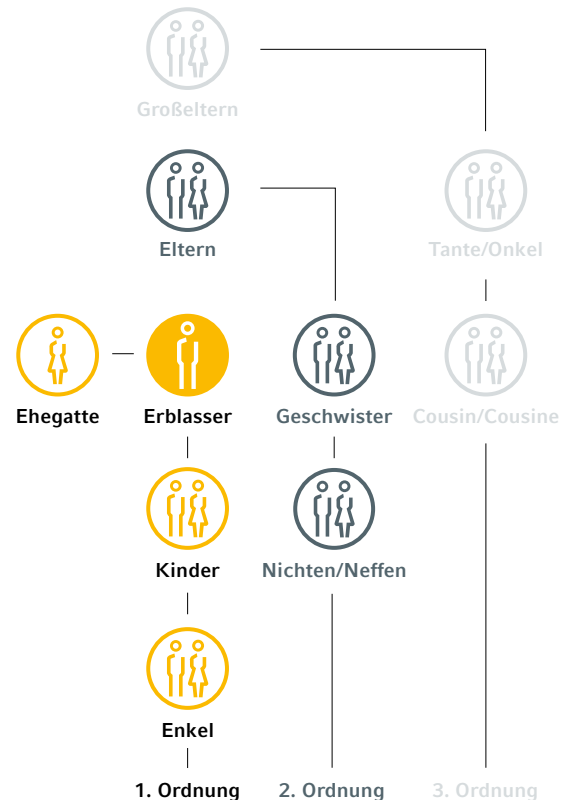 Großeltern
Eltern
Tante/Onkel
Ehegatte
Erblasser
Geschwister
Cousin/Cousine
Kinder
Nichten/Neffen
Enkel
1. Ordnung
2. Ordnung
3. Ordnung